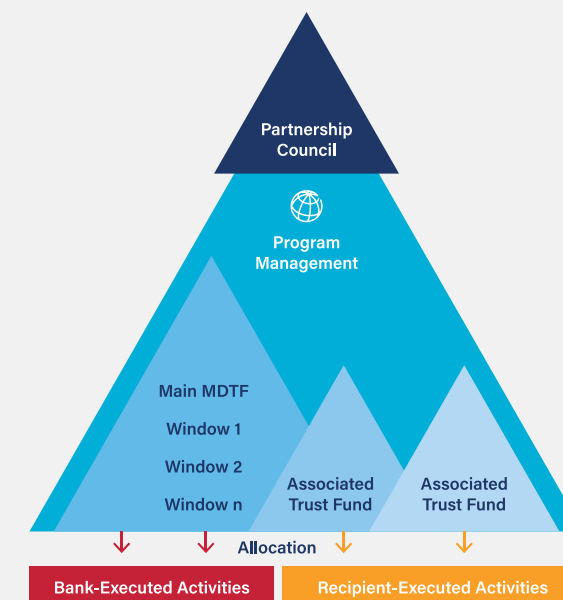 Partnership
Council
Program
Management
Main MDTF
Window 1
Window 2
Window n
Associated
Trust Fund
Associated
Trust Fund
Allocation
Bank-Executed Activities
Recipient-Executed Activities